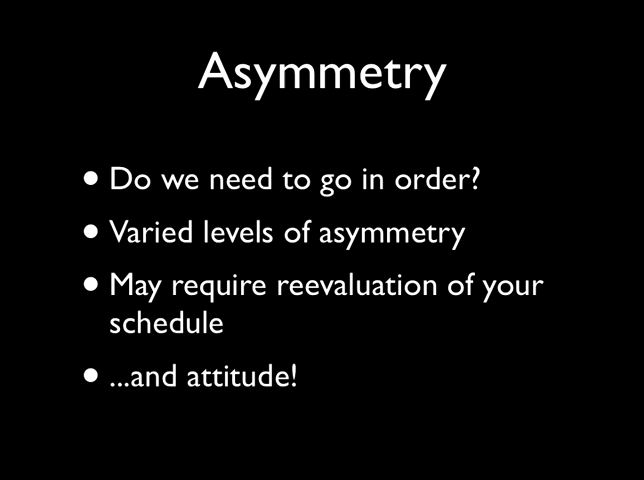 Asymmetry
• Do we need to go in order?
• Varied levels of asymmetry
• May require reevaluation of your
schedule
• ...and attitude!